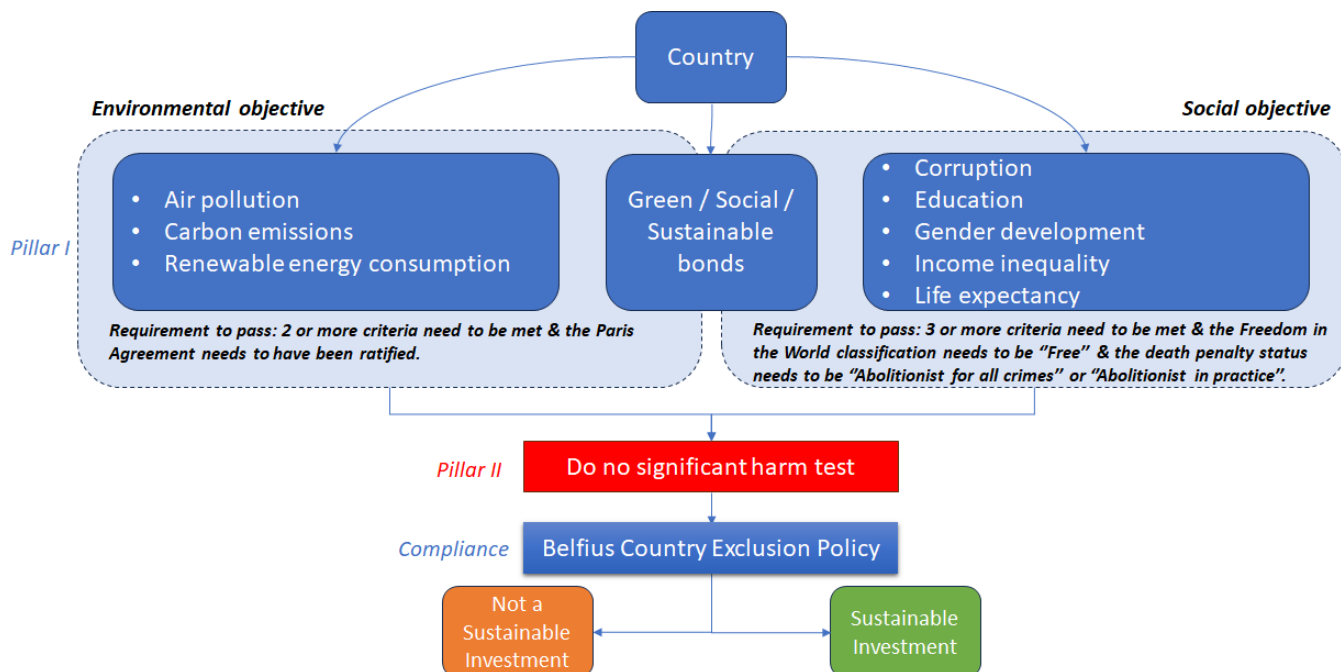 Country
Environmental objective
Social objective
Pillar I
• Air pollution
• Carbon emissions
• Renewable energy consumption
Green / Social /
Sustainable
bonds
• Corruption
• Education
• Gender development
• Income inequality
• Life expectancy
Requirement to pass: 2 or more criteria need to be met & the Paris
Agreement needs to have been ratified.
Requirement to pass: 3 or more criteria need to be met & the Freedom in
the World classification needs to be “Free” & the death penalty status
needs to be “Abolitionist for all crimes” or “Abolitionist in practice”.
Pillar II
Do no significant harm test
Compliance
Belfius Country Exclusion Policy
Not a
Sustainable
Investment
Sustainable
Investment